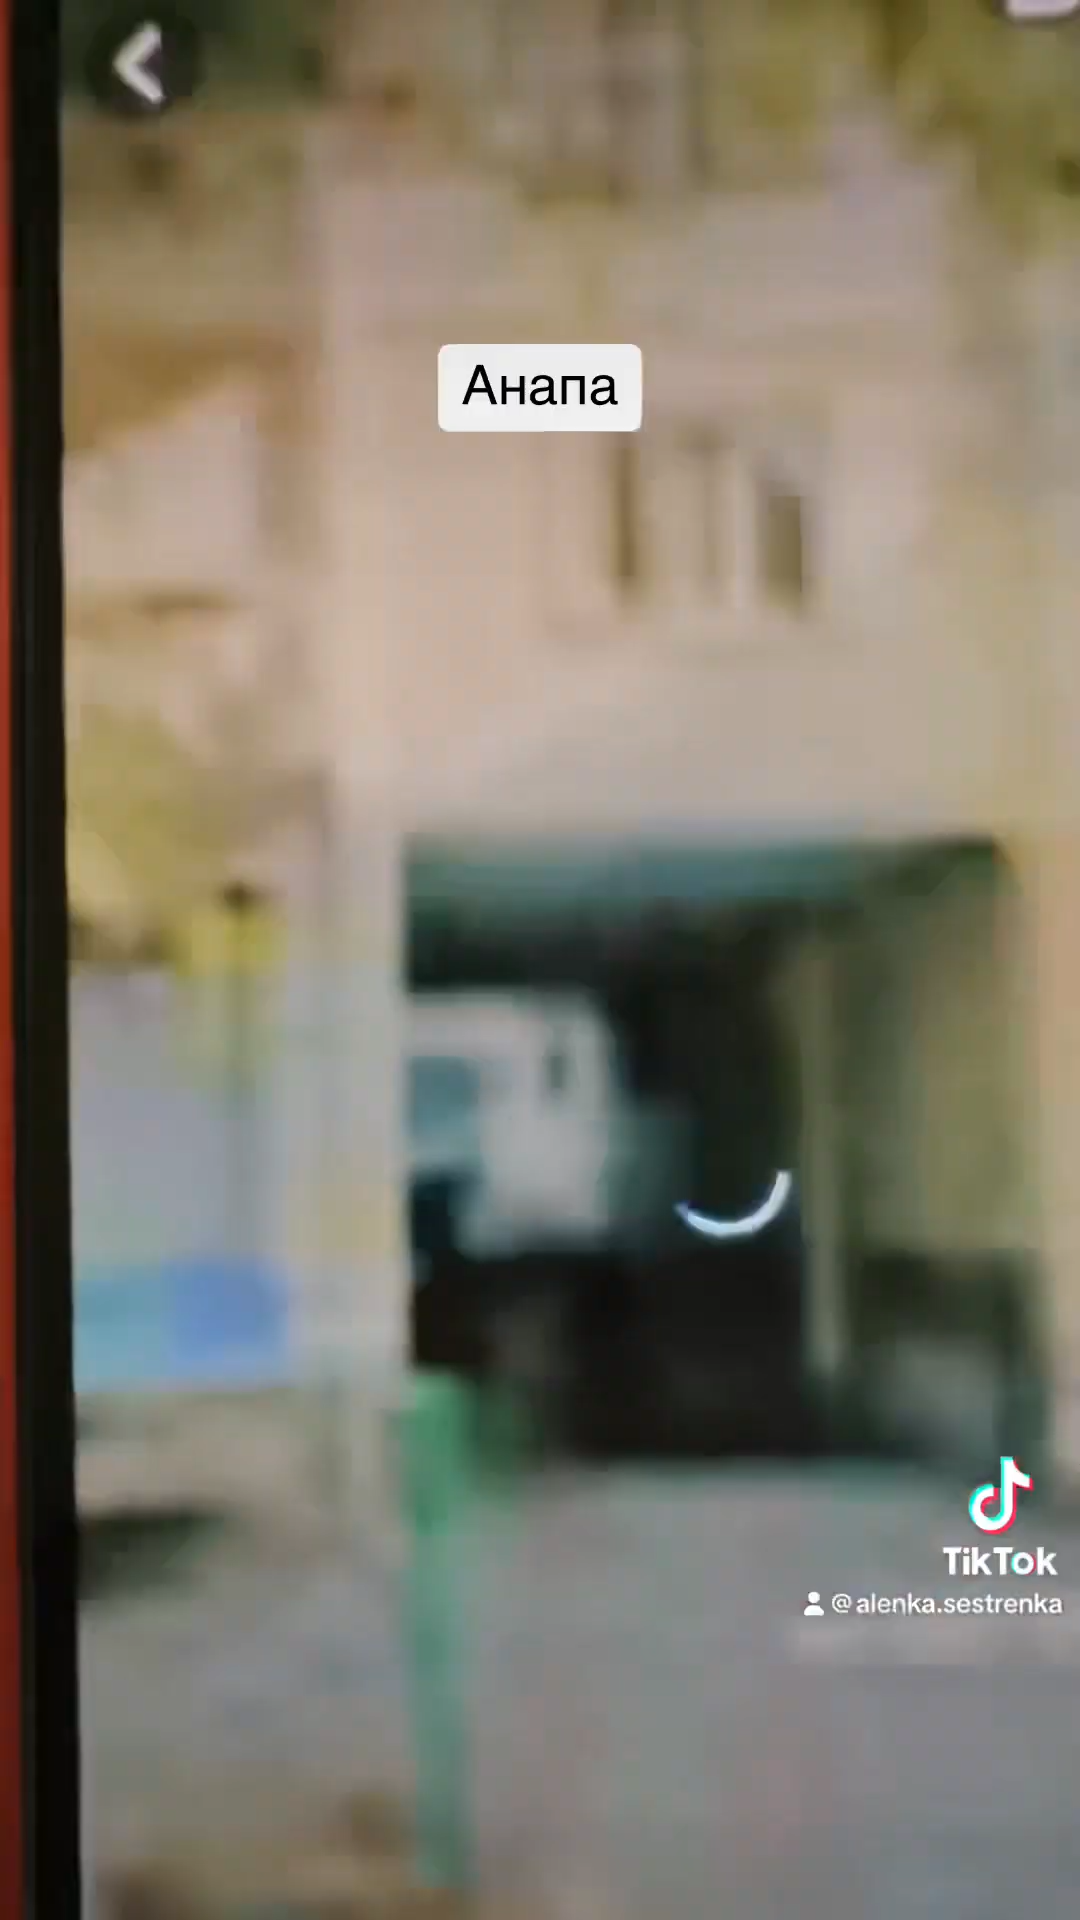 Анапа
TikTok
@alenka.sestrenka